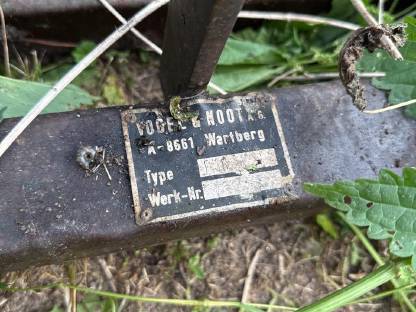 VOGEL & NOOT A.G.
A-8661 Wartberg
Type
Werk-Nr.